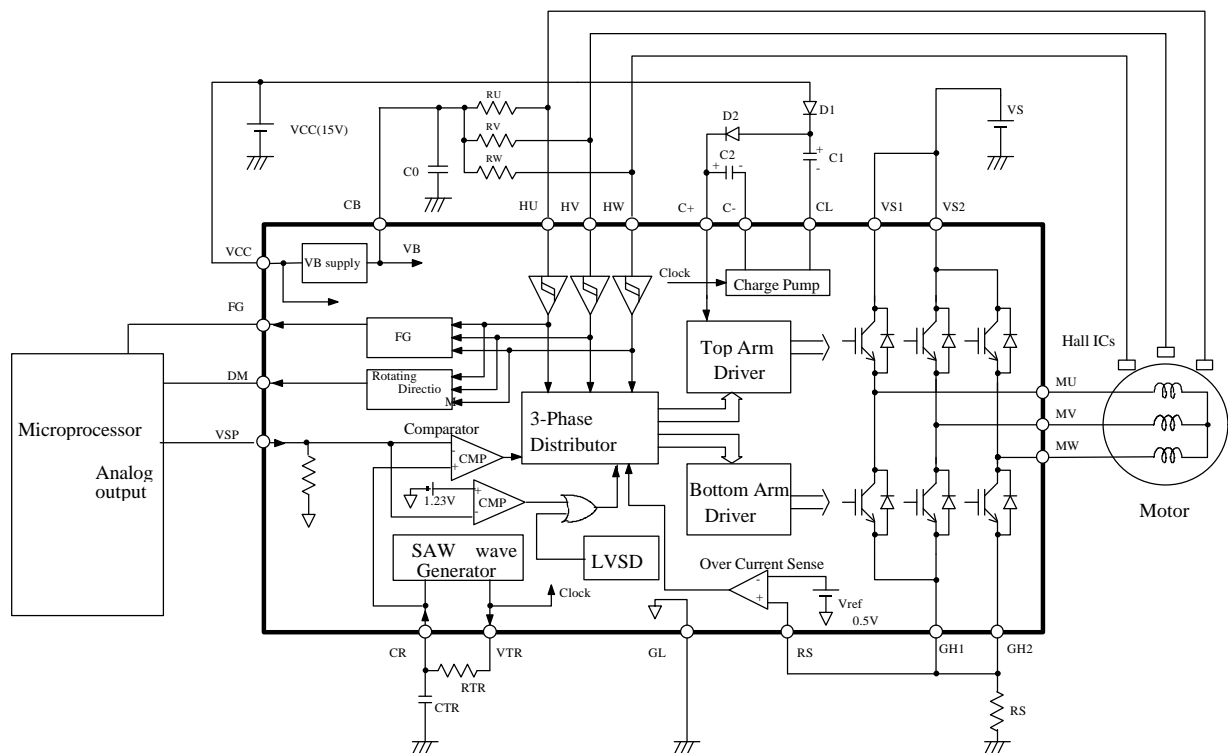 RU
RV
RW
VCC(15V)
C0
D2
D1
C2
+
-
+
-
C1
VS
CB
HU
HV
HW
C+
C-
CL
VS1
VS2
VCC
VB supply
VB
Clock
Charge Pump
FG
FG
Hall ICs
Top Arm
Driver
DM
Rotating
Directio
M
MU
MV
MW
Microprocessor
Analog
output
VSP
Comparator
-
+
CMP
3-Phase
Distributor
1.23V
+
-
CMP
Bottom Arm
Driver
Motor
SAW wave
Generator
LVSD
Over Current Sense
-
+
Vref
0.5V
Clock
CR
VTR
GL
RS
GH1
GH2
RTR
CTR
RS